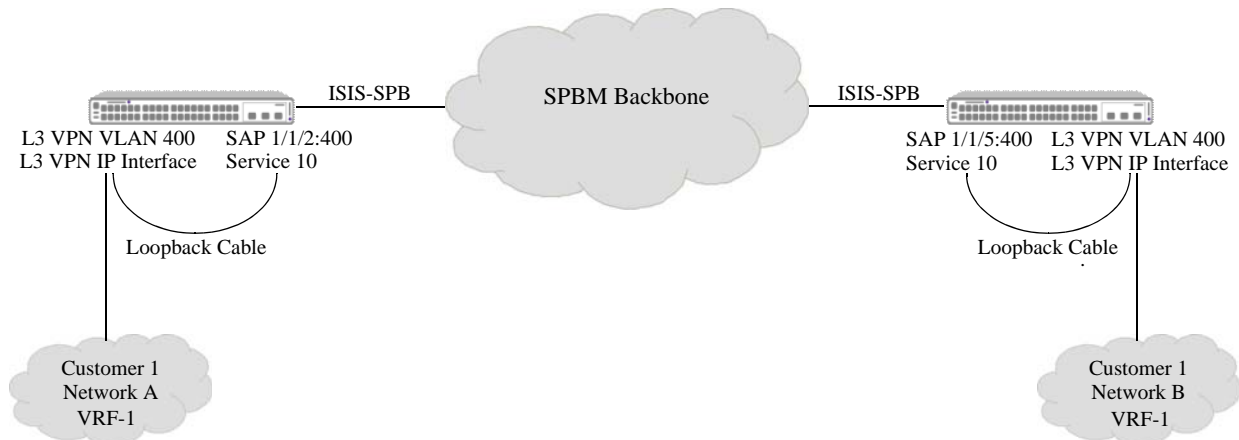 ISIS-SPB
SPBM Backbone
ISIS-SPB
L3 VPN VLAN 400
L3 VPN IP Interface
SAP 1/1/2:400
Service 10
SAP 1/1/5:400
Service 10
L3 VPN VLAN 400
L3 VPN IP Interface
Loopback Cable
Loopback Cable
Customer 1
Network A
VRF-1
Customer 1
Network B
VRF-1